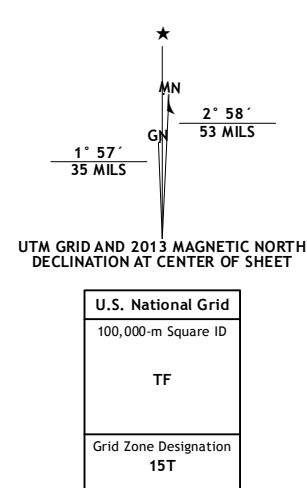 ★
MN
2° 58´
53 MILS
GN
1° 57´
35 MILS
UTM GRID AND 2013 MAGNETIC NORTH
DECLINATION AT CENTER OF SHEET
U.S. National Grid
100,000-m Square ID
TF
Grid Zone Designation
15T